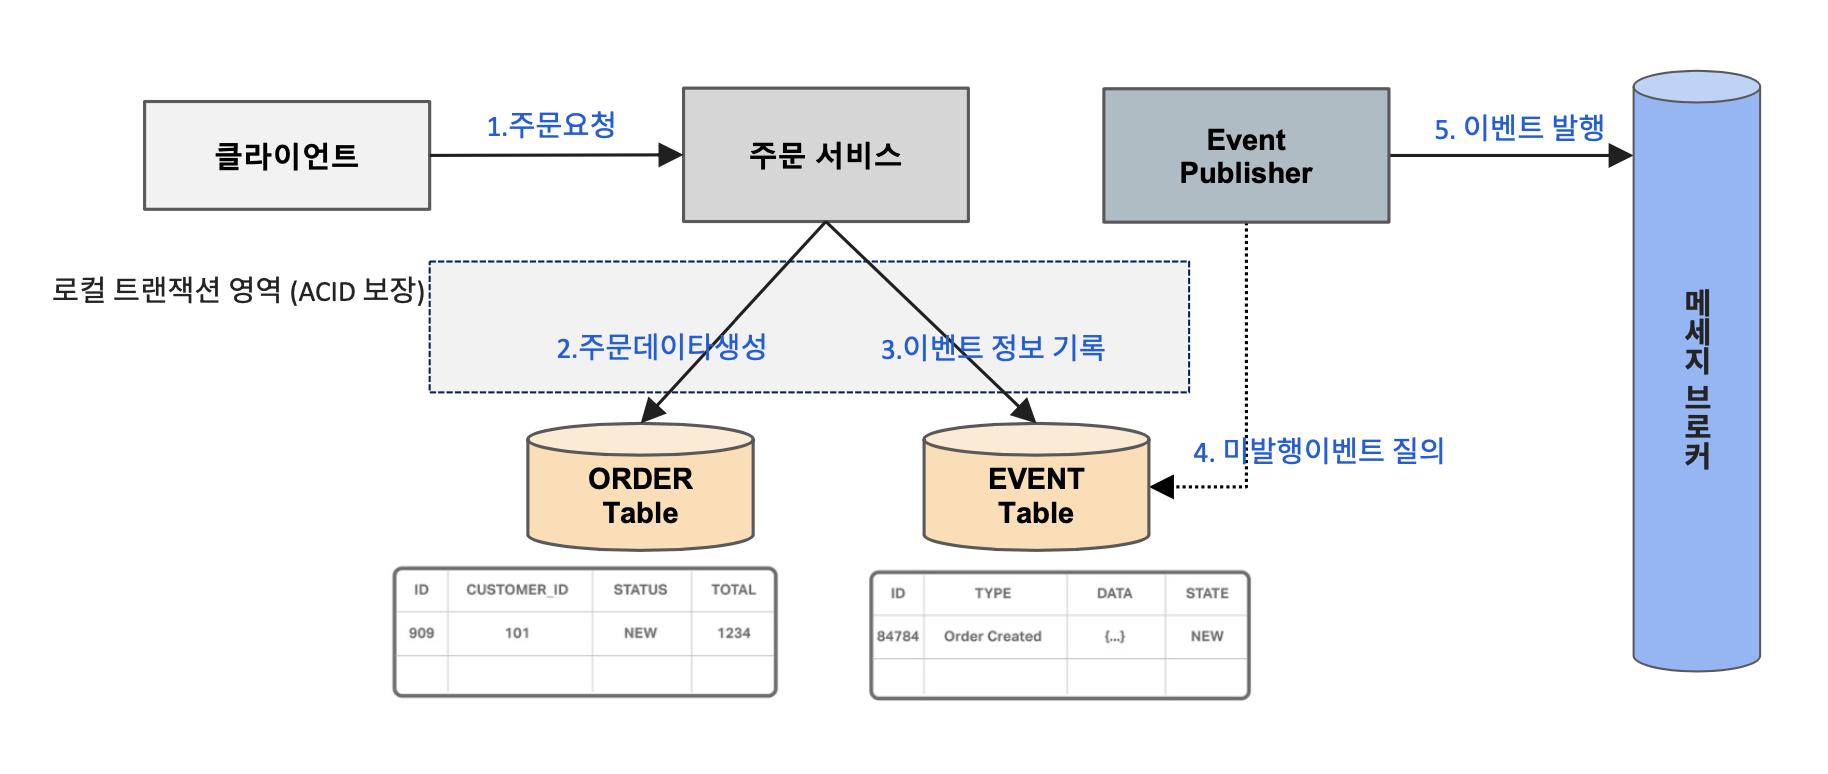 클라이언트
1.주문요청
주문 서비스
Event
Publisher
5. 이벤트 발행
메세지 브로커
로컬 트랜잭션 영역 (ACID 보장)
2.주문데이타생성
3.이벤트 정보 기록
4. 미발행이벤트 질의
ORDER
Table
EVENT
Table
ID CUSTOMER_ID STATUS TOTAL
909 101 NEW 1234
ID TYPE DATA STATE
84784 Order Created {...} NEW